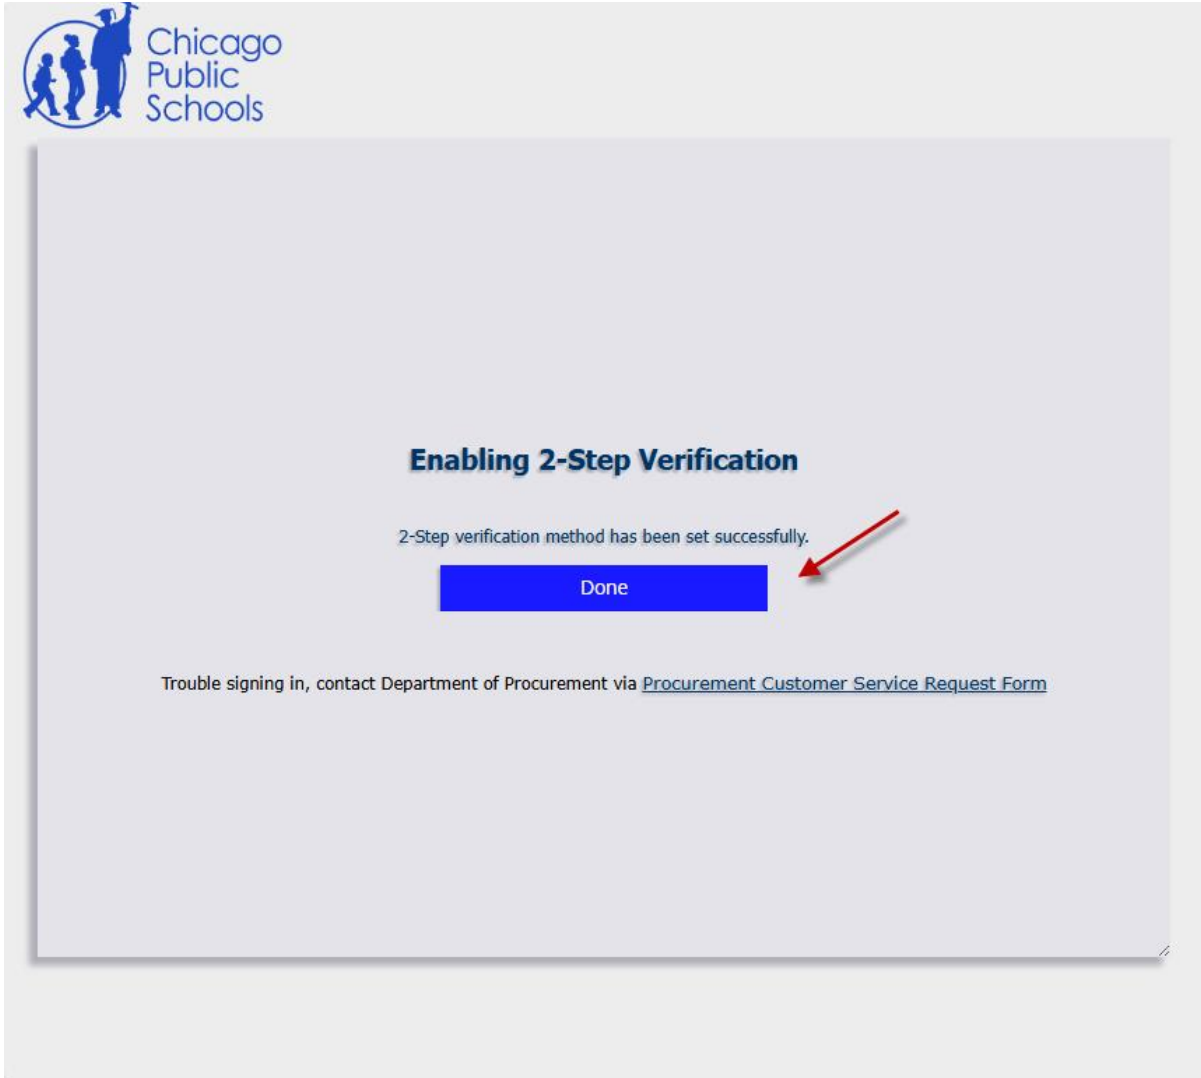 Chicago
Public
Schools
Enabling 2-Step Verification
2-Step verification method has been set successfully.
Done
Trouble signing in, contact Department of Procurement via Procurement Customer Service Request Form